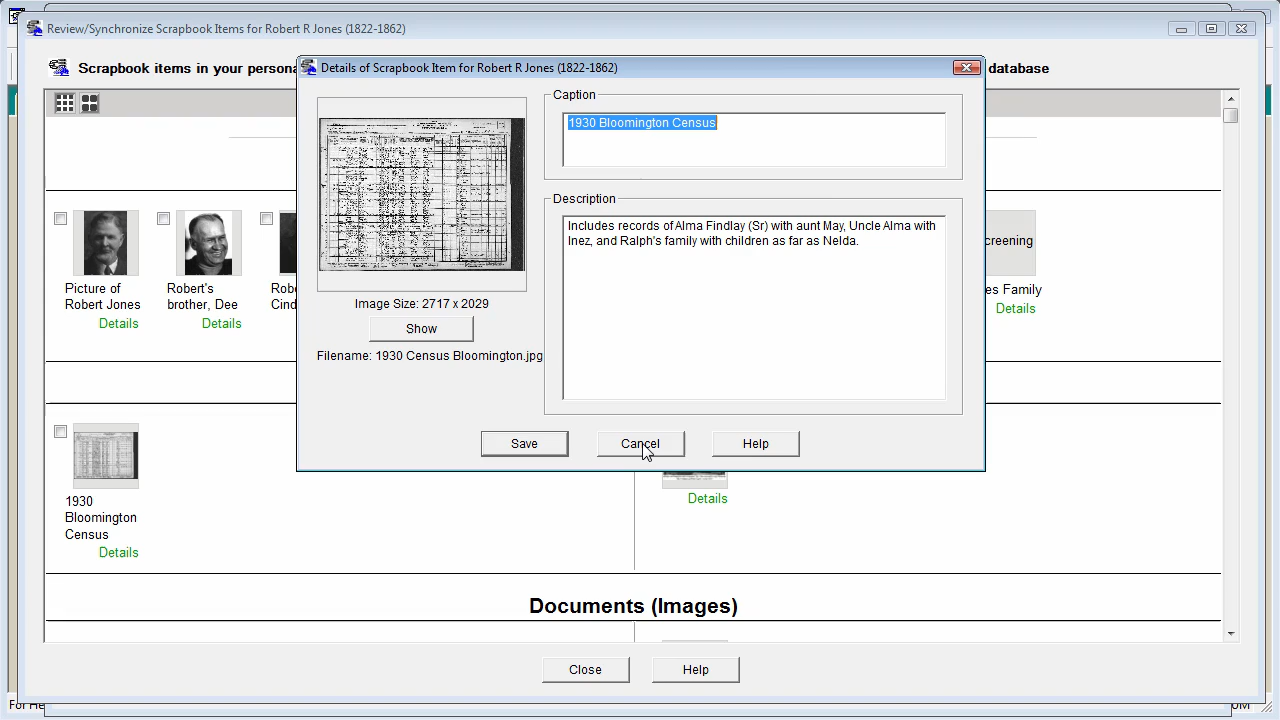 Review/Synchronize Scrapbook Items for Robert R Jones (1822-1862)
Scrapbook items in your persona
database
Details of Scrapbook Item for Robert R Jones (1822-1862)
Caption
1930 Bloomington Census
Description
Includes records of Alma Findlay (Sr) with aunt May, Uncle Alma with
Inez, and Ralph's family with children as far as Nelda.
Image Size: 2717 x 2029
Show
Filename: 1930 Census Bloomington.jpg
Save
Cancel
Help
Picture of
Robert Jones
Details
Robert's
brother, Dee
Details
Robe
Cind
creening
es Family
Details
1930
Bloomington
Census
Details
Details
Documents (Images)
Close
Help
For He
UM